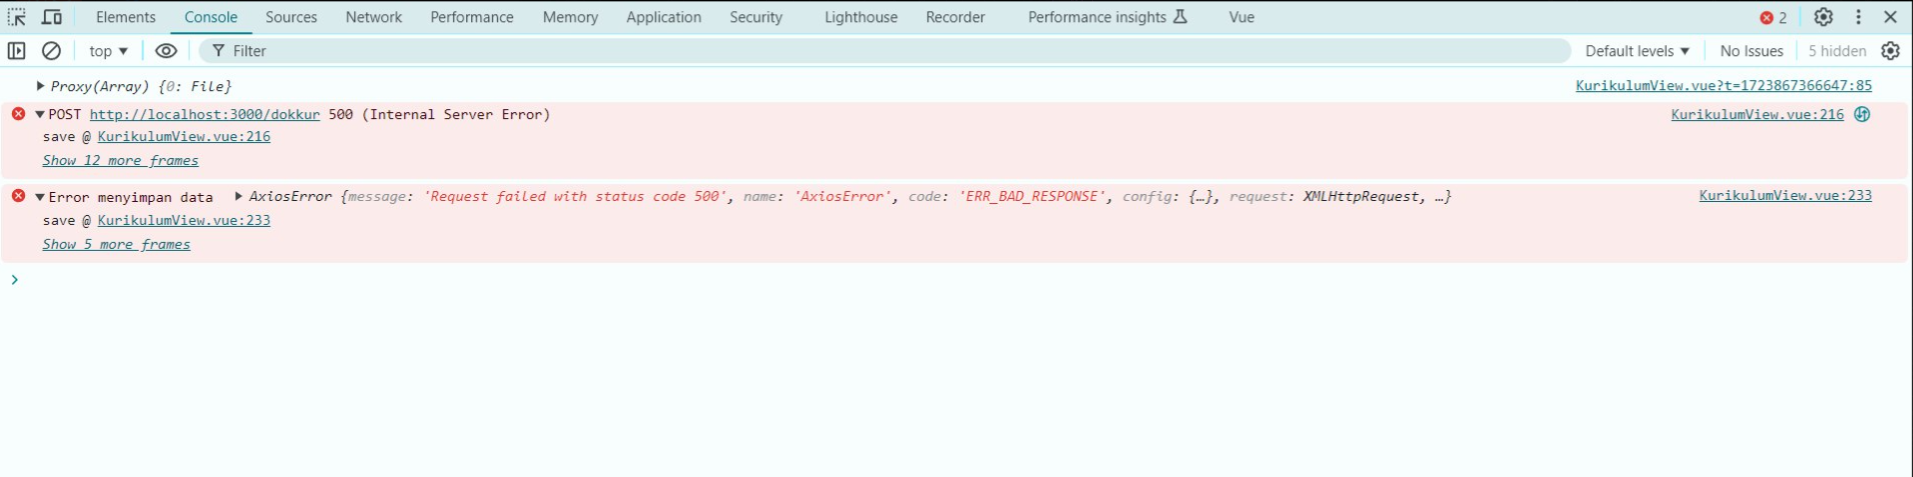 Elements Console Sources Network Performance Memory Application Security Lighthouse Recorder Performance insights Vue 2
top Filter Default levels No Issues 5 hidden
Proxy(Array) {0: File} KurikulumView.vue?t=1723867366647:85
POST http://localhost:3000/dokkur 500 (Internal Server Error) KurikulumView.vue:216
save @ KurikulumView.vue:216
Show 12 more frames
Error menyimpan data AxiosError {message: 'Request failed with status code 500', name: 'AxiosError', code: 'ERR_BAD_RESPONSE', config: {…}, request: XMLHttpRequest, …} KurikulumView.vue:233
save @ KurikulumView.vue:233
Show 5 more frames